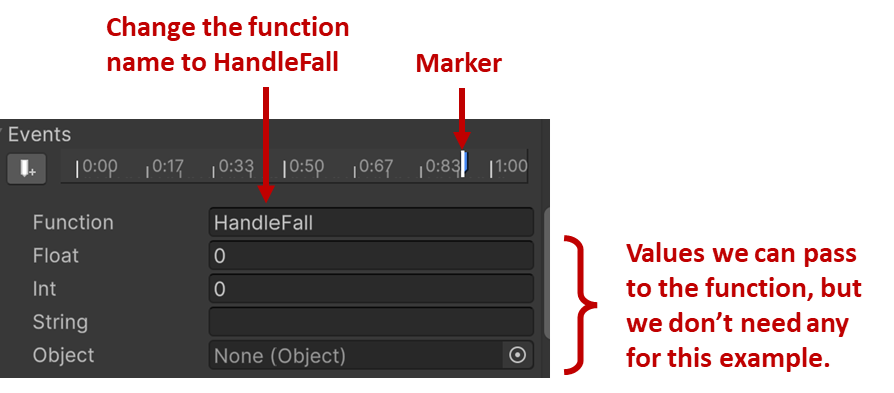 Change the function
name to HandleFall
Marker
Events
0:00 0:17 0:33 0:50 0:67 0:83 1:00
Function HandleFall
Float 0
Int 0
String
Object None (Object)
Values we can pass
to the function, but
we don’t need any
for this example.